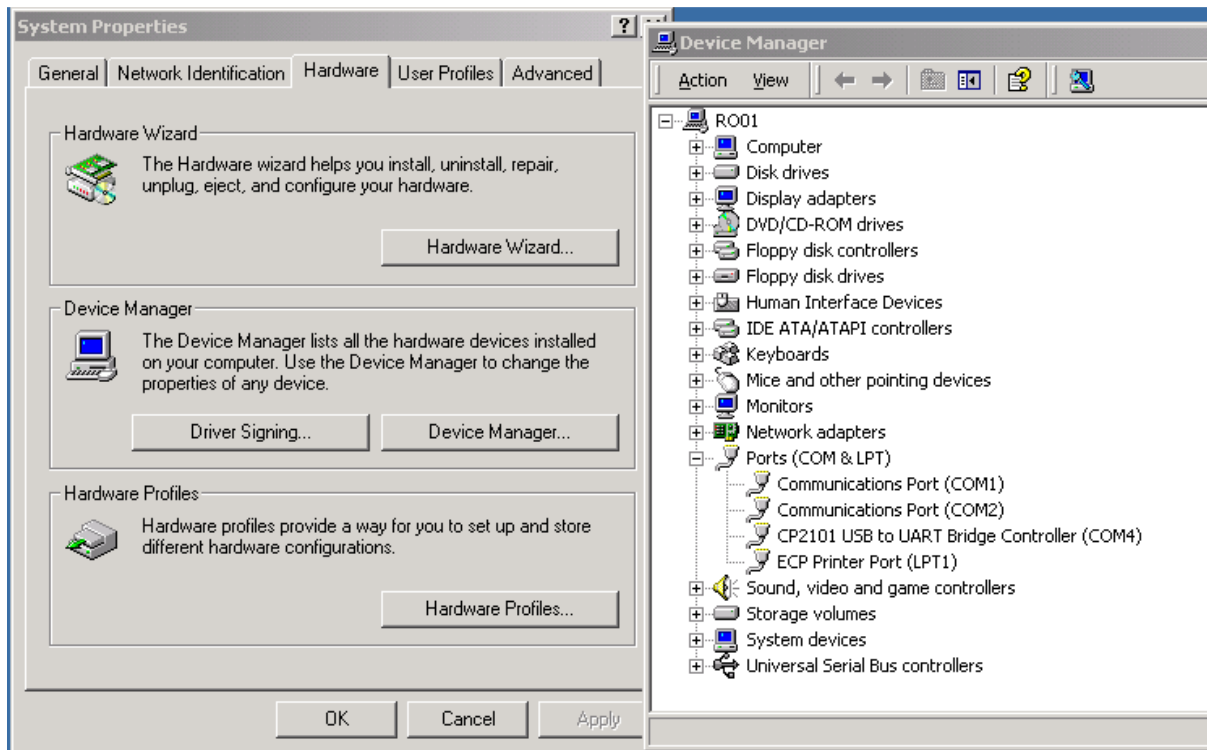 System Properties
?
General
Network Identification
Hardware
User Profiles
Advanced
Hardware Wizard
The Hardware wizard helps you install, uninstall, repair,
unplug, eject, and configure your hardware.
Hardware Wizard...
Device Manager
The Device Manager lists all the hardware devices installed
on your computer. Use the Device Manager to change the
properties of any device.
Driver Signing...
Device Manager...
Hardware Profiles
Hardware profiles provide a way for you to set up and store
different hardware configurations.
Hardware Profiles...
OK
Cancel
Apply
Device Manager
Action
View
RO01
Computer
Disk drives
Display adapters
DVD/CD-ROM drives
Floppy disk controllers
Floppy disk drives
Human Interface Devices
IDE ATA/ATAPI controllers
Keyboards
Mice and other pointing devices
Monitors
Network adapters
Ports (COM & LPT)
Communications Port (COM1)
Communications Port (COM2)
CP2101 USB to UART Bridge Controller (COM4)
ECP Printer Port (LPT1)
Sound, video and game controllers
Storage volumes
System devices
Universal Serial Bus controllers